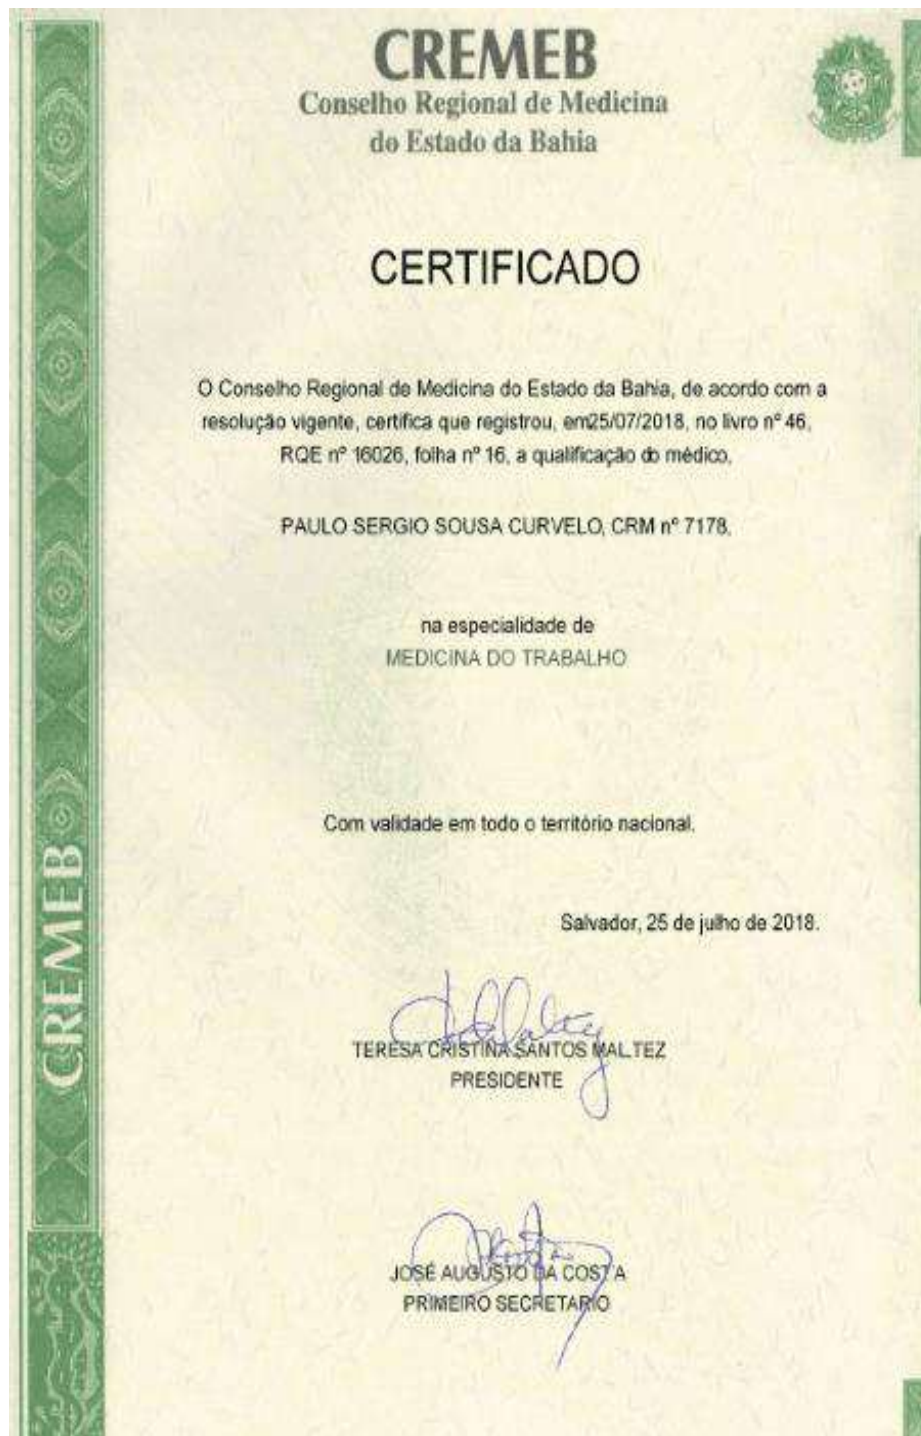 CREMEB
Conselho Regional de Medicina
do Estado da Bahia
CERTIFICADO
O Conselho Regional de Medicina do Estado da Bahia, de acordo com a
resolução vigente, certifica que registrou, em25/07/2018, no livro nº 46,
RQE nº 16026, folha nº 16, a qualificação do médico,
PAULO SERGIO SOUSA CURVELO, CRM nº 7178,
na especialidade de
MEDICINA DO TRABALHO
Com validade em todo o território nacional.
Salvador, 25 de julho de 2018.
TERESA CRISTINA SANTOS MALTEZ
PRESIDENTE
JOSÉ AUGUSTO DA COSTA
PRIMEIRO SECRETARIO
CREMEB